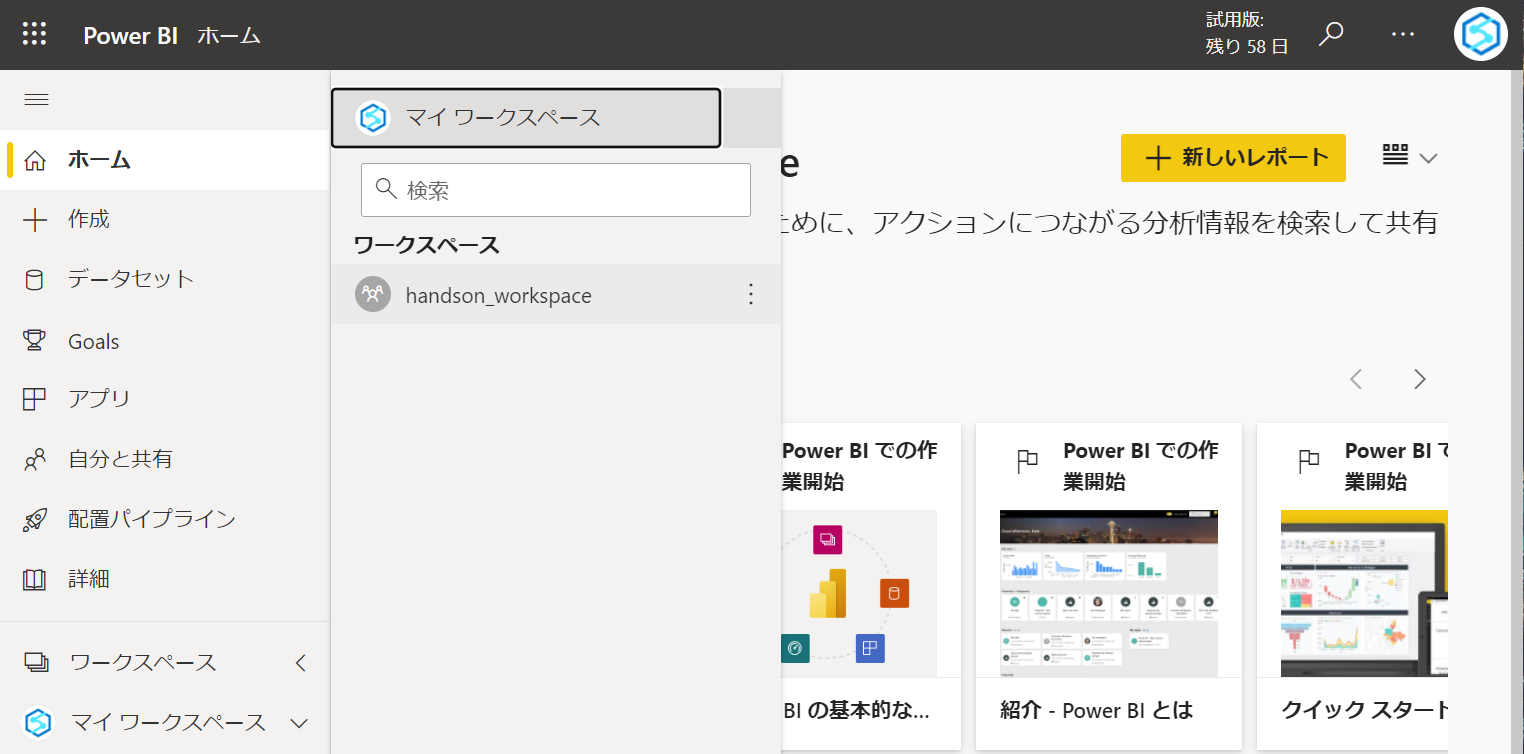 Power BI ホーム
試用版:
残り 58 日
ホーム
作成
データセット
Goals
アプリ
自分と共有
配置パイプライン
詳細
ワークスペース
マイ ワークスペース
マイ ワークスペース
検索
ワークスペース
handson_workspace
e
新しいレポート
ために、アクションにつながる分析情報を検索して共有
Power BI での作
業開始
BI の基本的な...
Power BI での作
業開始
紹介 - Power BI とは
Power BI で
業開始
クイック スタート